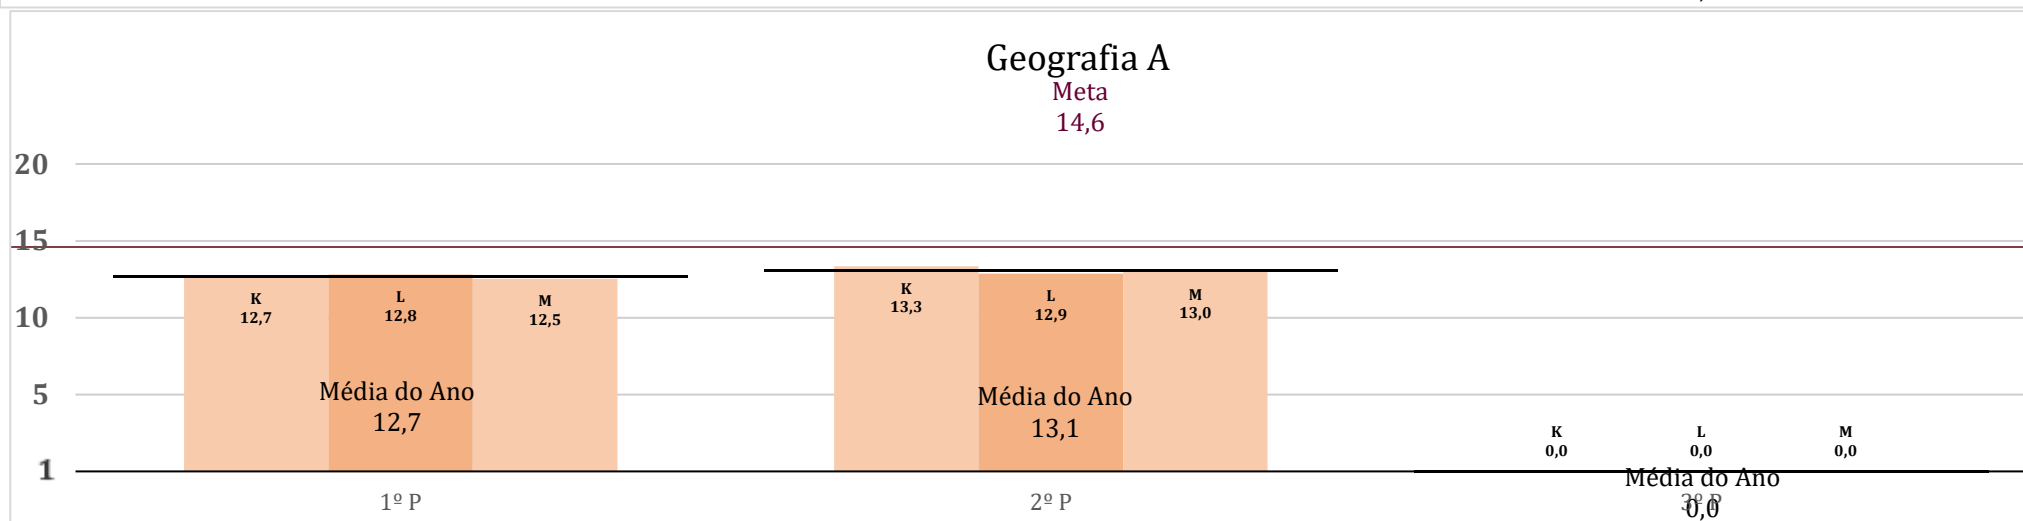 Geografia A
Meta
14,6
20
15
10
5
1
K
12,7
L
12,8
M
12,5
Média do Ano
12,7
1º P
K
13,3
L
12,9
M
13,0
Média do Ano
13,1
2º P
K
0,0
L
0,0
M
0,0
Média do Ano
0,0
3º P